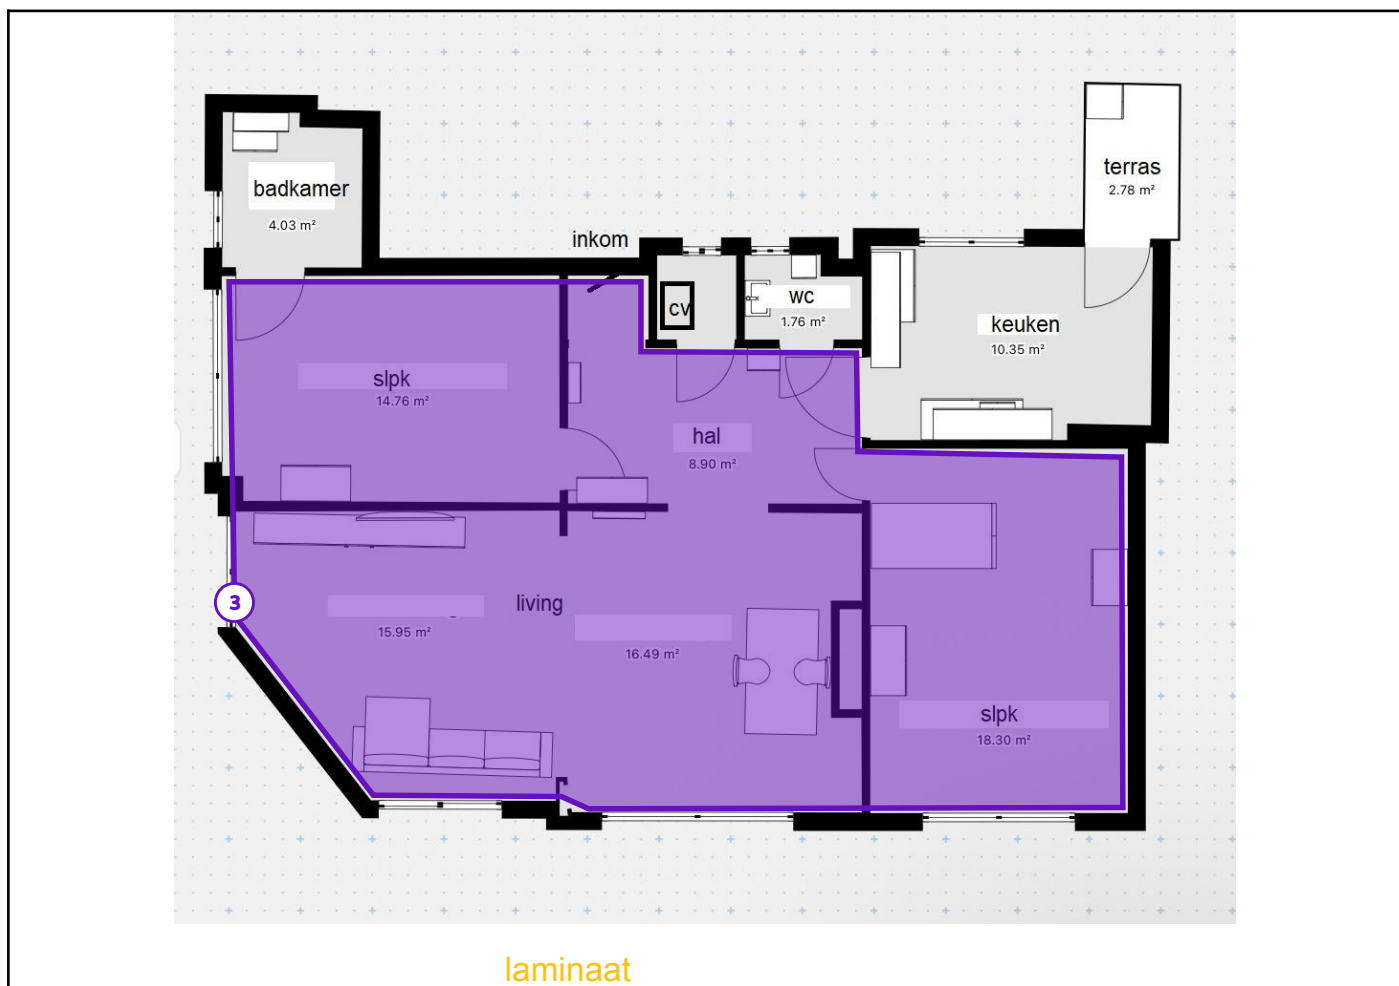 badkamer
4.03 m²
terras
2.78 m²
inkom
cv
wc
1.76 m²
keuken
10.35 m²
slpk
14.76 m²
hal
8.90 m²
3
living
15.95 m²
16.49 m²
slpk
18.30 m²
laminaat